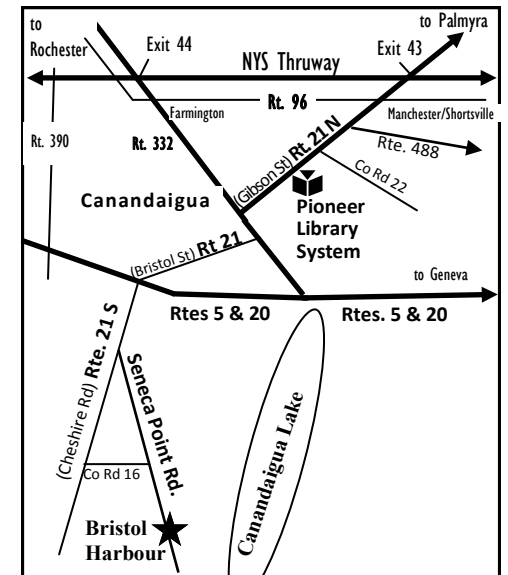 to
Rochester
to Palmyra
Exit 44
Exit 43
NYS Thruway
Rt. 96
Farmington
Manchester/Shortsville
Rt. 390
Rt. 332
(Gibson St) Rt. 21 N
Rte. 488
Co Rd 22
Canandaigua
Pioneer
Library
System
(Bristol St) Rt 21
to Geneva
Rtes 5 & 20
Rtes. 5 & 20
(Cheshire Rd) Rte. 21 S
Seneca Point Rd.
Canandaigua Lake
Co Rd 16
Bristol
Harbour